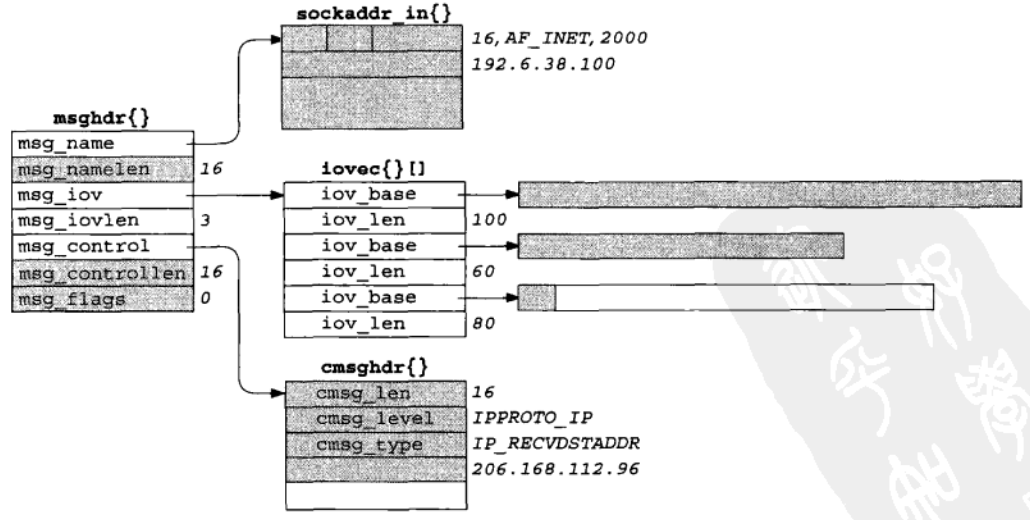 sockaddr_in{}
16,AF_INET,2000
192.6.38.100
msghdr{}
msg_name
msg_namelen 16
msg_iov
msg_iovlen 3
msg_control
msg_controllen 16
msg_flags 0
iovec{}[]
iov_base
iov_len 100
iov_base
iov_len 60
iov_base
iov_len 80
cmsghdr{}
cmsg_len 16
cmsg_level IPPROTO_IP
cmsg_type IP_RECVDSTADDR
206.168.112.96